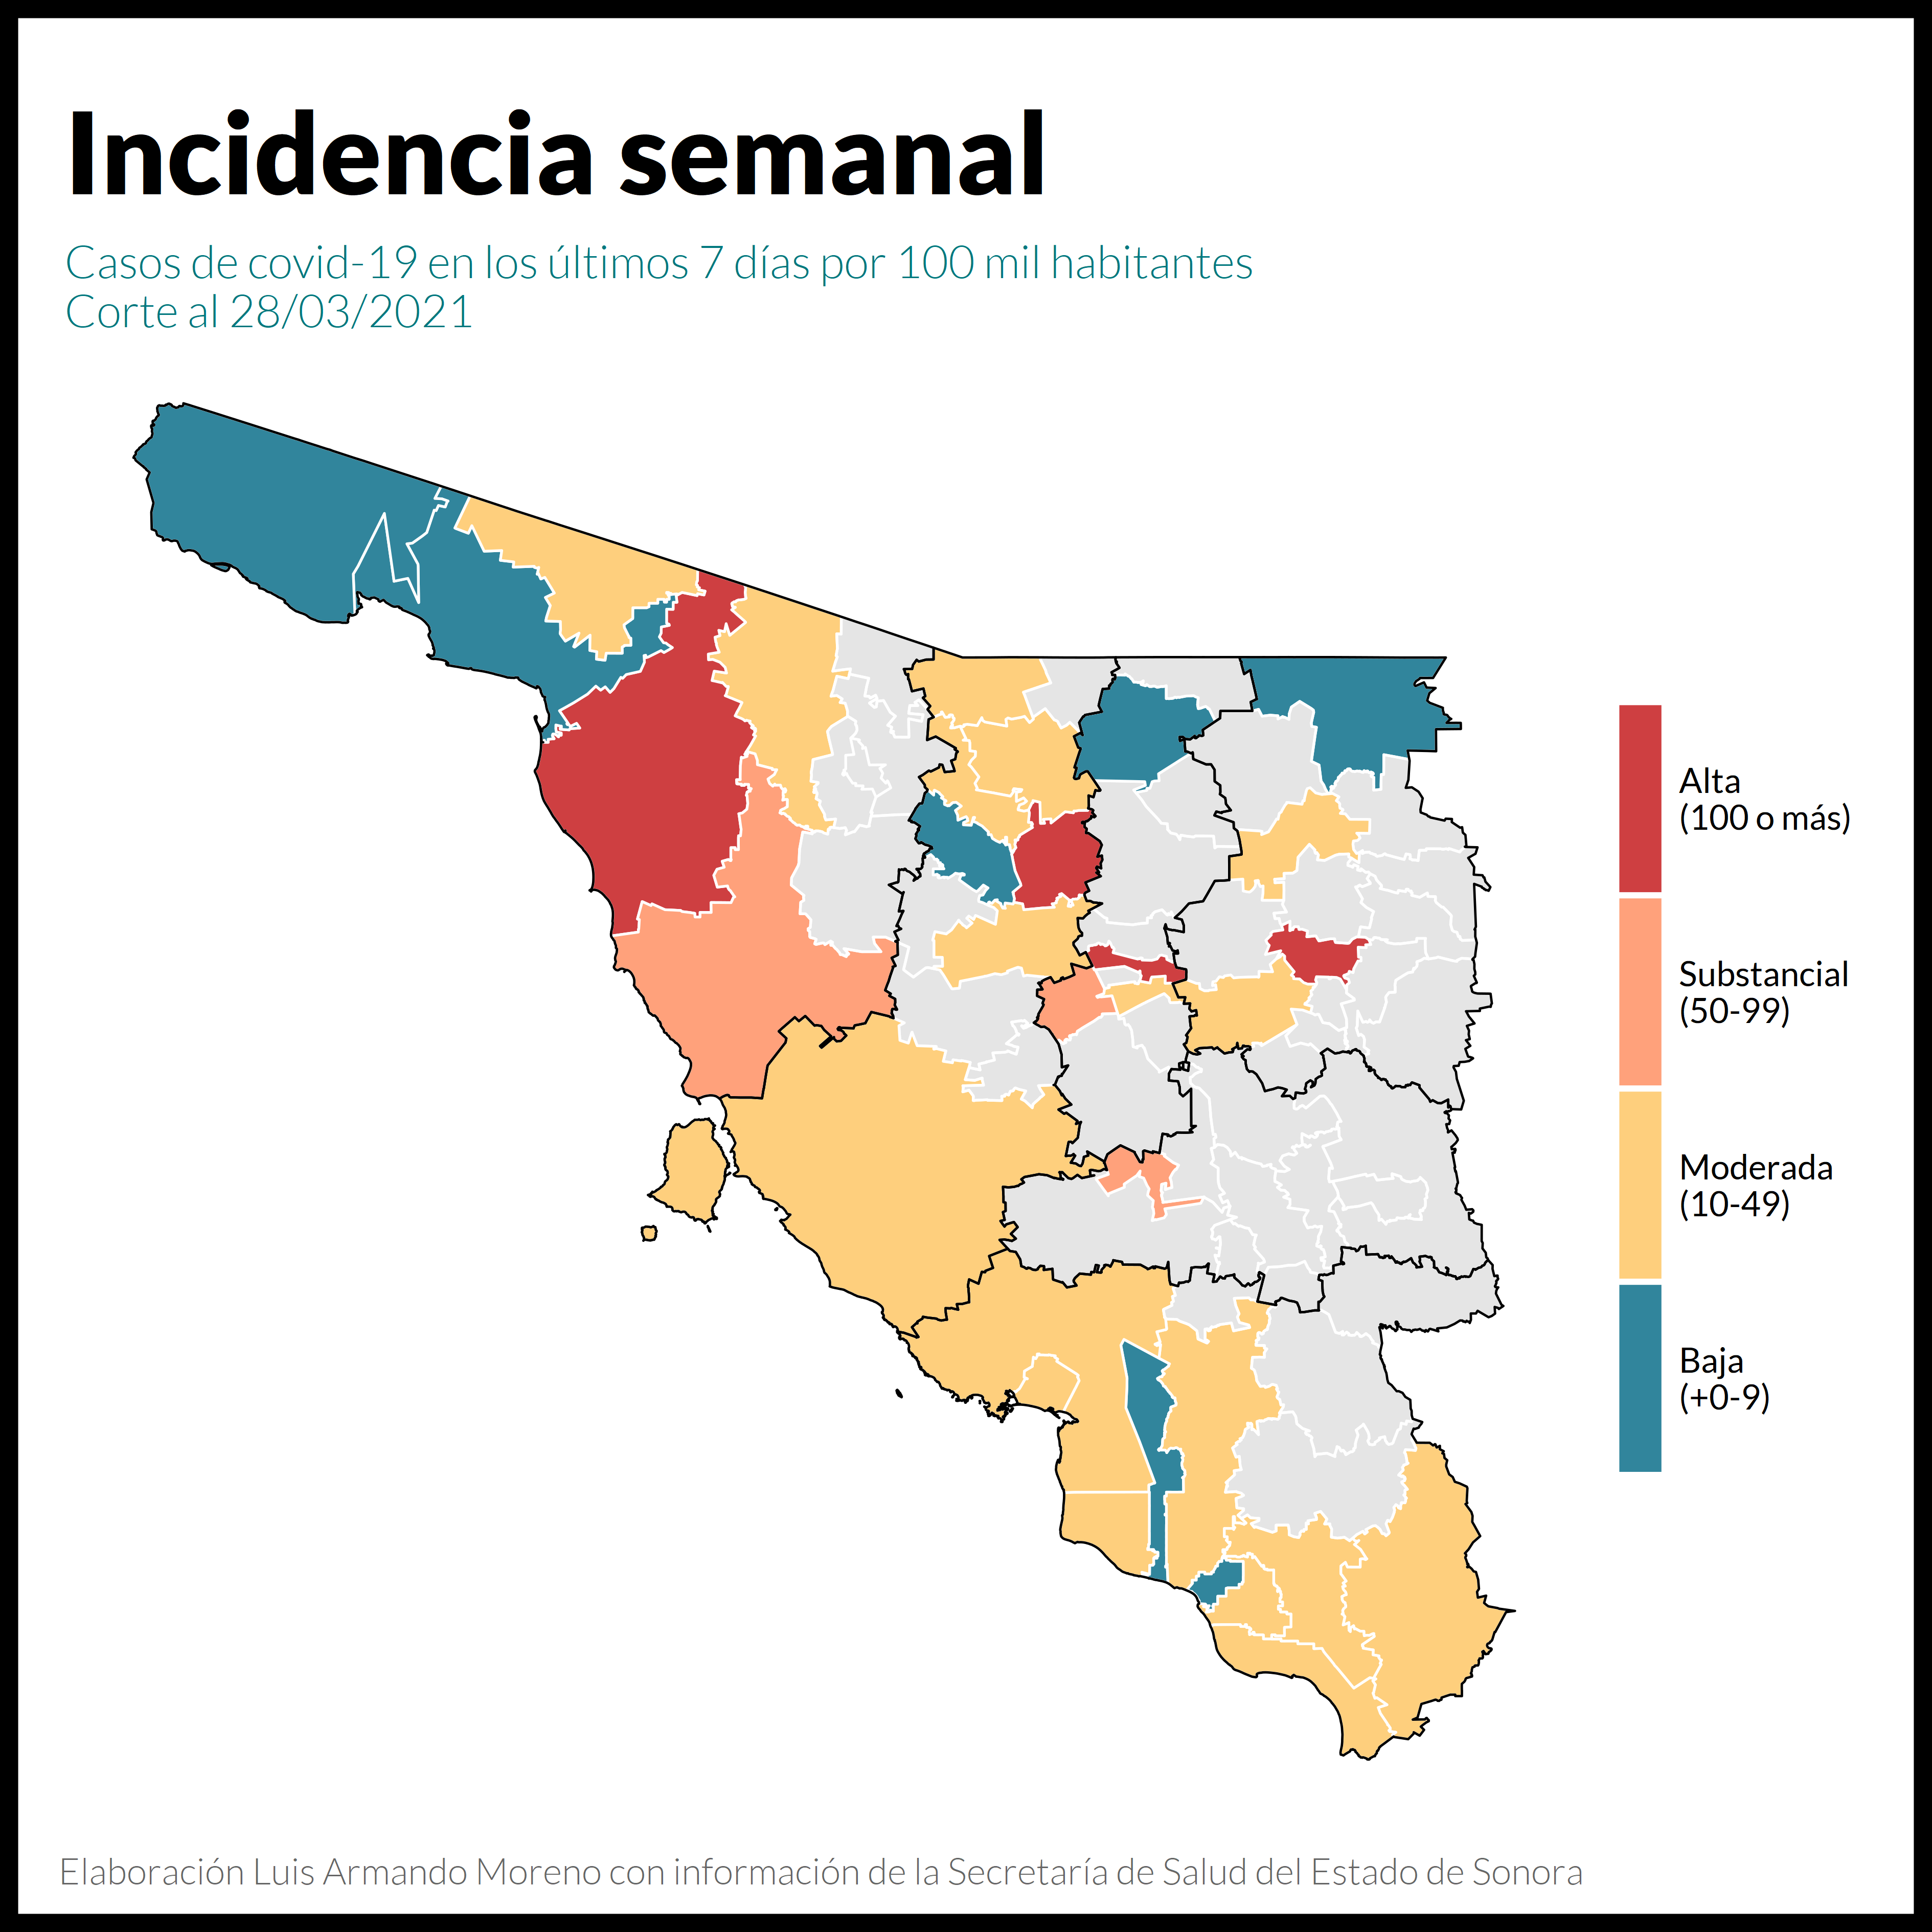 Incidencia semanal
Casos de covid-19 en los últimos 7 días por 100 mil habitantes
Corte al 28/03/2021
Alta
(100 o más)
Substancial
(50-99)
Moderada
(10-49)
Baja
(+0-9)
Elaboración Luis Armando Moreno con información de la Secretaría de Salud del Estado de Sonora